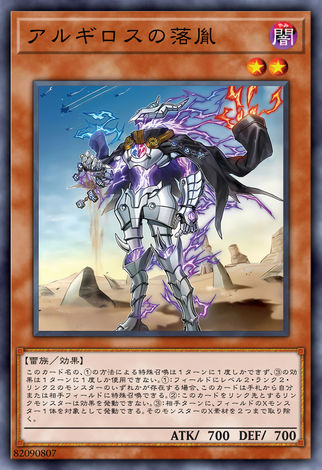 アルギロスの落胤
闇
やみ
【雷族／効果】
このカード名の、①の方法による特殊召喚は１ターンに１度しかできず、③の効
果は１ターンに１度しか使用できない。①：フィールドにレベル２・ランク２・
リンク２のモンスターのいずれかが存在する場合、このカードは手札から自分
または相手フィールドに特殊召喚できる。②：このカードをリンク先とするリ
ンクモンスターは効果を発動できない。③：相手ターンに、フィールドのXモン
スター１体を対象として発動できる。そのモンスターのX素材を２つまで取り除
く。
ATK/ 700 DEF/ 700
82090807